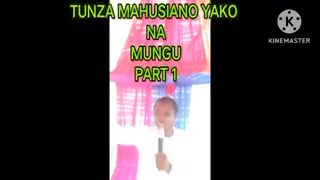 TUNZA MAHUSIANO YAKO
NA
MUNGU
PART 1
KINEMASTER